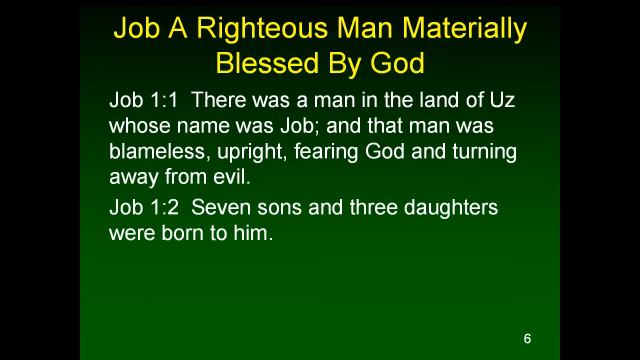 Job A Righteous Man Materially
Blessed By God
Job 1:1  There was a man in the land of Uz
whose name was Job; and that man was
blameless, upright, fearing God and turning
away from evil.
Job 1:2  Seven sons and three daughters
were born to him.
6